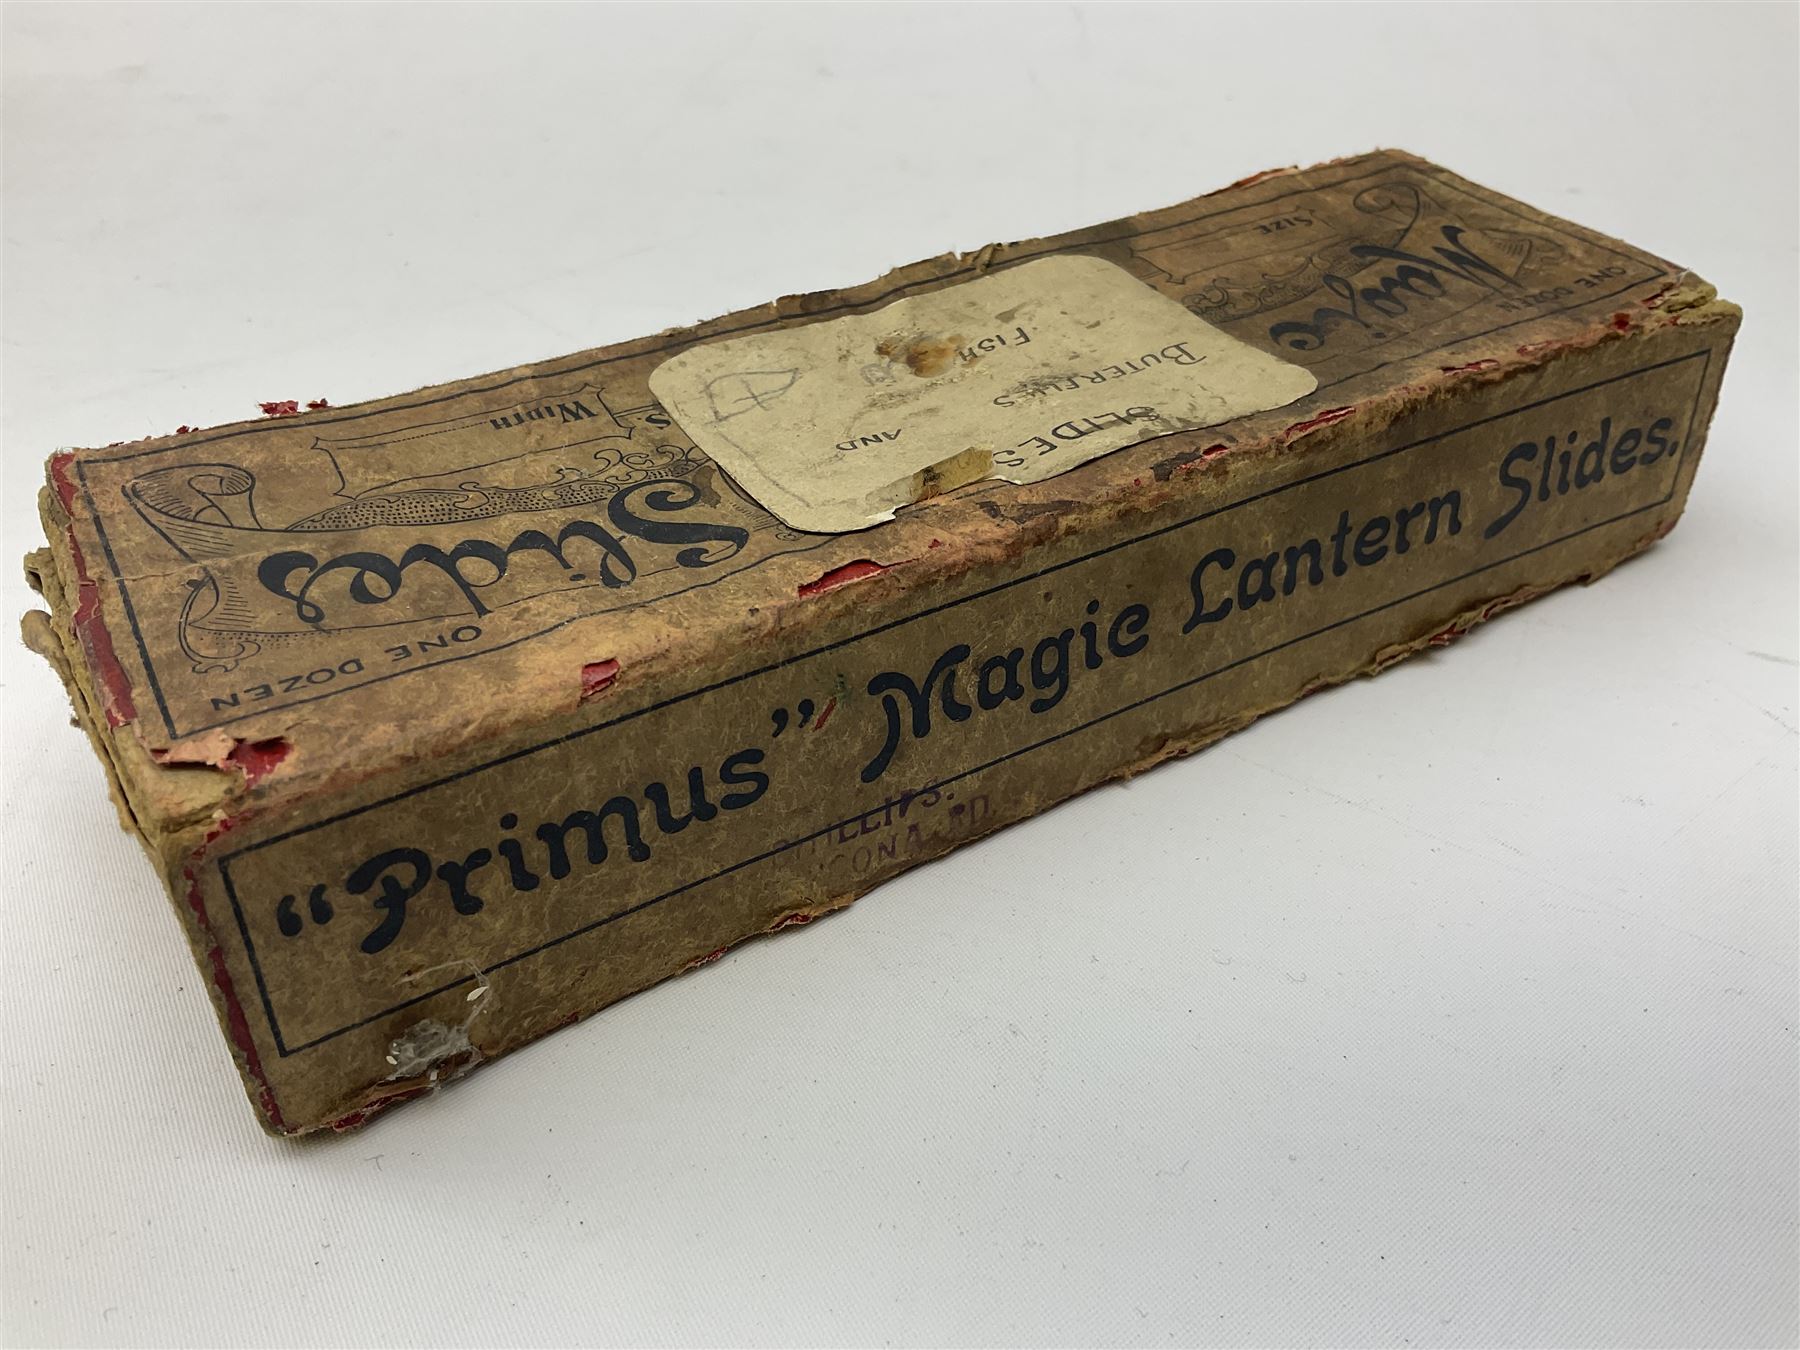 ONE DOZEN
Magic
SIZE
SLIDES
BUTERFLIES
AND
FISH
Slides
WIDTH
ONE DOZEN
"Primus" Magic Lantern Slides.